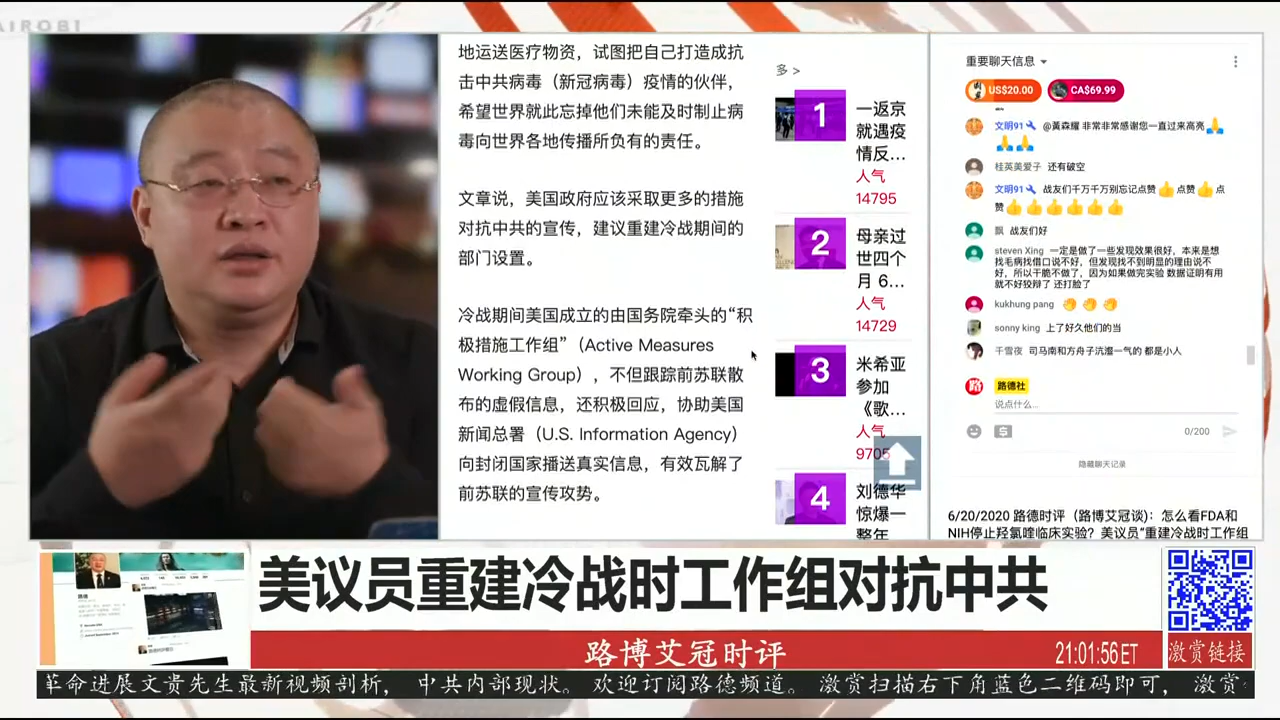 AIROBI
地运送医疗物资，试图把自己打造成抗
击中共病毒（新冠病毒）疫情的伙伴，
希望世界就此忘掉他们未能及时制止病
毒向世界各地传播所负有的责任。
文章说，美国政府应该采取更多的措施
对抗中共的宣传，建议重建冷战期间的
部门设置。
冷战期间美国成立的由国务院牵头的“积
极措施工作组”（Active Measures
Working Group），不但跟踪前苏联散
布的虚假信息，还积极回应，协助美国
新闻总署（U.S. Information Agency）
向封闭国家播送真实信息，有效瓦解了
前苏联的宣传攻势。
多 >
1
一返京
就遇疫
情反...
人气
14795
2
母亲过
世四个
月 6...
人气
14729
3
米希亚
参加
《歌...
人气
9705
4
刘德华
惊爆一
整年
重要聊天信息
US$20.00
CA$69.99
文明91 @黃森耀 非常非常感谢您一直过来高亮
桂英美爱子 还有破空
文明91 战友们千万千万别忘记点赞👍点赞👍点
赞👍👍👍👍👍👍
飘 战友们好
steven Xing 一定是做了一些发现效果很好，本来是想
找毛病找借口说不好，但发现找不到明显的理由说不
好，所以干脆不做了，因为如果做完实验 数据证明有用
就不好狡辩了 还打脸了
kukhung pang 👏👏👏
sonny king 上了好久他们的当
千雪夜 司马南和方舟子沆瀣一气的 都是小人
路 路德社
说点什么...
0/200
隐藏聊天记录
6/20/2020 路德时评（路博艾冠谈)：怎么看FDA和
NIH停止羟氯喹临床实验？美议员"重建冷战时工作组
美议员重建冷战时工作组对抗中共
路博艾冠时评
21:01:56ET
激赏链接
革命进展文贵先生最新视频剖析， 中共内部现状。 欢迎订阅路德频道。 激赏扫描右下角蓝色二维码即可， 激赏